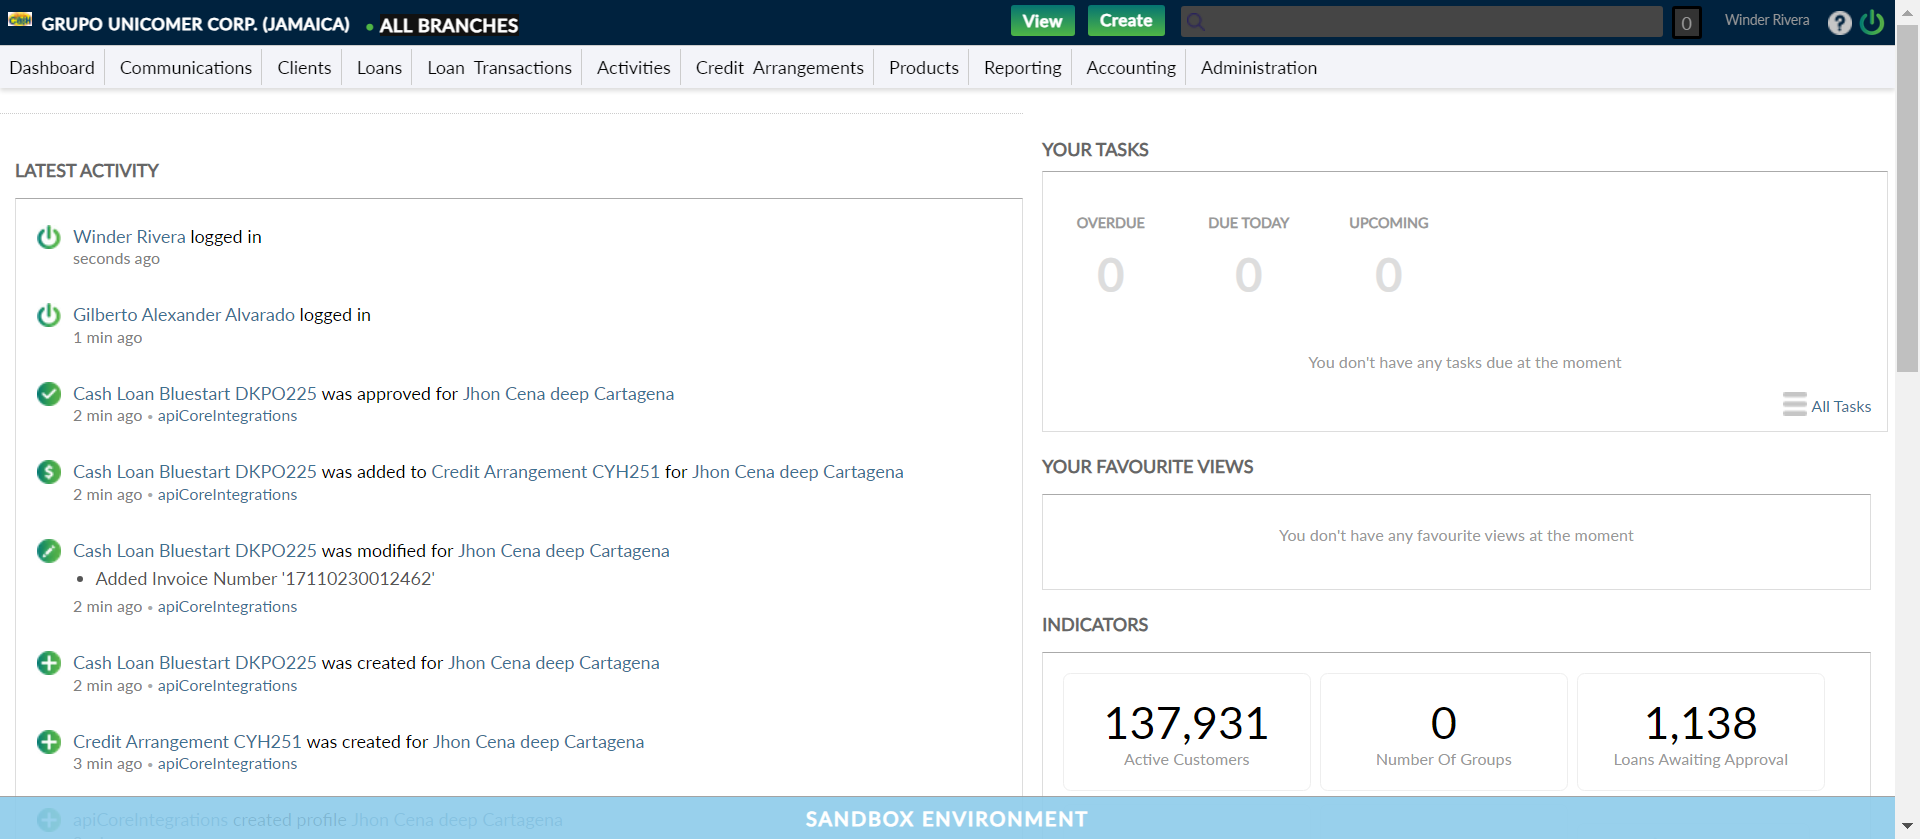 Cash
GRUPO UNICOMER CORP. (JAMAICA) • ALL BRANCHES
View
Create
0
Winder Rivera
?
Dashboard
Communications
Clients
Loans
Loan Transactions
Activities
Credit Arrangements
Products
Reporting
Accounting
Administration
LATEST ACTIVITY
Winder Rivera logged in
seconds ago
Gilberto Alexander Alvarado logged in
1 min ago
Cash Loan Bluestart DKPO225 was approved for Jhon Cena deep Cartagena
2 min ago • apiCoreIntegrations
Cash Loan Bluestart DKPO225 was added to Credit Arrangement CYH251 for Jhon Cena deep Cartagena
2 min ago • apiCoreIntegrations
Cash Loan Bluestart DKPO225 was modified for Jhon Cena deep Cartagena
• Added Invoice Number '17110230012462'
2 min ago • apiCoreIntegrations
Cash Loan Bluestart DKPO225 was created for Jhon Cena deep Cartagena
2 min ago • apiCoreIntegrations
Credit Arrangement CYH251 was created for Jhon Cena deep Cartagena
3 min ago • apiCoreIntegrations
apiCoreIntegrations created profile Jhon Cena deep Cartagena
YOUR TASKS
OVERDUE
0
DUE TODAY
0
UPCOMING
0
You don't have any tasks due at the moment
All Tasks
YOUR FAVOURITE VIEWS
You don't have any favourite views at the moment
INDICATORS
137,931
Active Customers
0
Number Of Groups
1,138
Loans Awaiting Approval
SANDBOX ENVIRONMENT